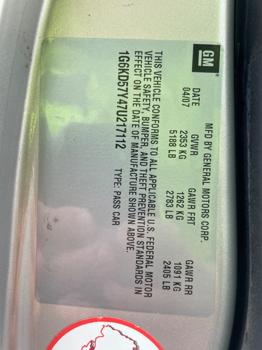 GM
MFD BY GENERAL MOTORS CORP.
DATE GVWR GAWR FRT GAWR RR
04/07 2353 KG 1262 KG 1091 KG
5188 LB 2783 LB 2405 LB
THIS VEHICLE CONFORMS TO ALL APPLICABLE U.S. FEDERAL MOTOR
VEHICLE SAFETY, BUMPER, AND THEFT PREVENTION STANDARDS IN
EFFECT ON THE DATE OF MANUFACTURE SHOWN ABOVE.
1G6KD57Y47U217112 TYPE: PASS CAR